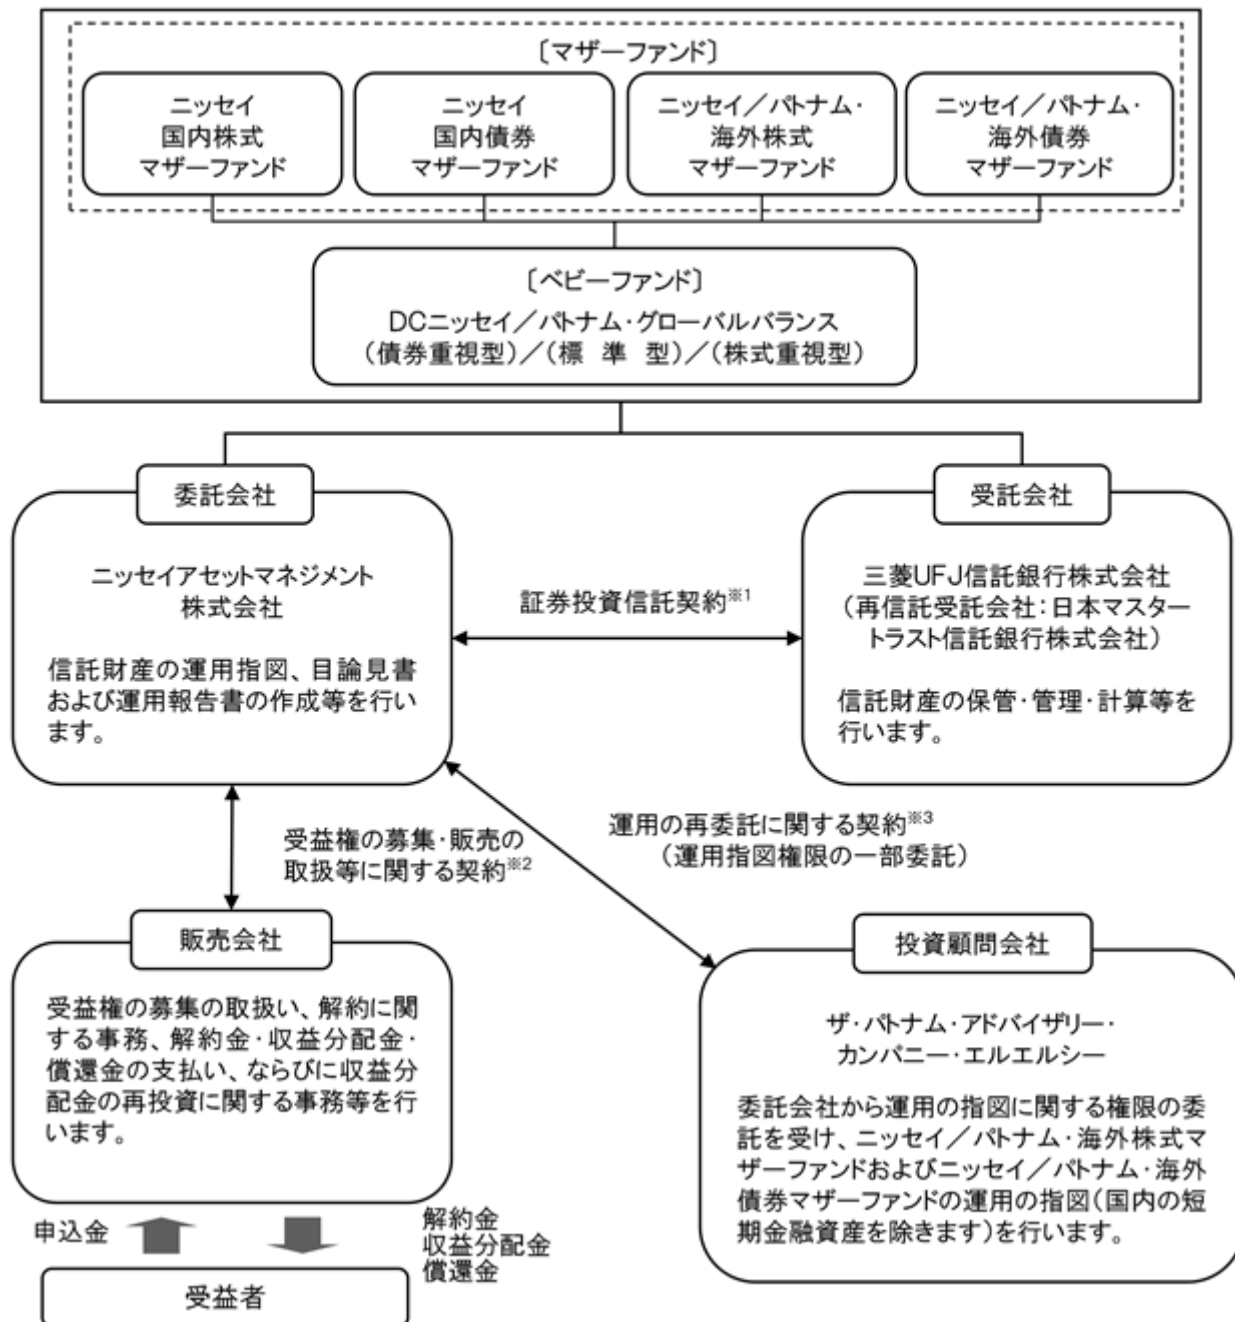 〔マザーファンド〕
ニッセイ
国内株式
マザーファンド
ニッセイ
国内債券
マザーファンド
ニッセイ／パトナム・
海外株式
マザーファンド
ニッセイ／パトナム・
海外債券
マザーファンド
〔ベビーファンド〕
DCニッセイ／パトナム・グローバルバランス
（債券重視型）／（標 準 型）／（株式重視型）
委託会社
ニッセイアセットマネジメント
株式会社
信託財産の運用指図、目論見書
および運用報告書の作成等を行い
ます。
証券投資信託契約※1
受託会社
三菱UFJ信託銀行株式会社
（再信託受託会社：日本マスター
トラスト信託銀行株式会社）
信託財産の保管・管理・計算等を
行います。
受益権の募集・販売の
取扱等に関する契約※2
運用の再委託に関する契約※3
（運用指図権限の一部委託）
販売会社
受益権の募集の取扱い、解約に関
する事務、解約金・収益分配金・
償還金の支払い、ならびに収益分
配金の再投資に関する事務等を行
います。
投資顧問会社
ザ・パトナム・アドバイザリー・
カンパニー・エルエルシー
委託会社から運用の指図に関する権限の委
託を受け、ニッセイ／パトナム・海外株式マ
ザーファンドおよびニッセイ／パトナム・海外
債券マザーファンドの運用の指図（国内の短
期金融資産を除きます）を行います。
申込金
解約金
収益分配金
償還金
受益者